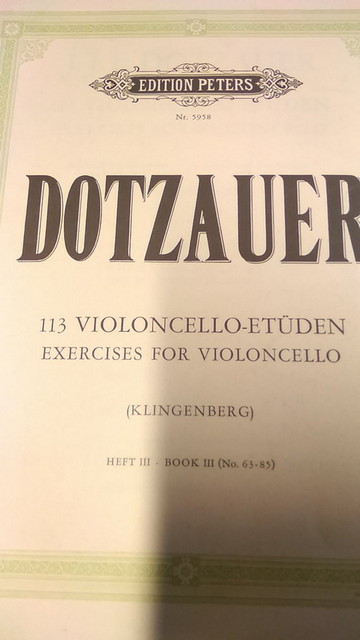 EDITION PETERS
Nr. 5958
DOTZAUER
113 VIOLONCELLO-ETÜDEN
EXERCISES FOR VIOLONCELLO
(KLINGENBERG)
HEFT III · BOOK III (No. 63-85)